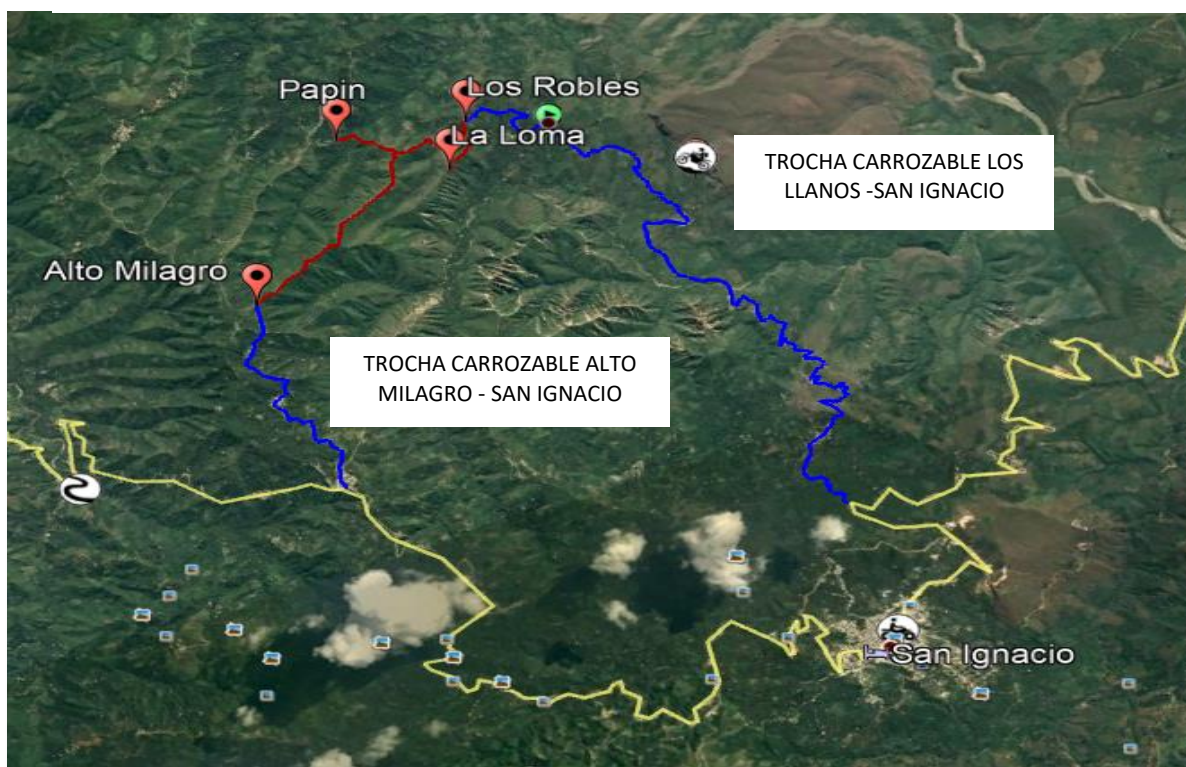 Papin
Los Robles
La Loma
TROCHA CARROZABLE LOS
LLANOS -SAN IGNACIO
Alto Milagro
TROCHA CARROZABLE ALTO
MILAGRO - SAN IGNACIO
San Ignacio